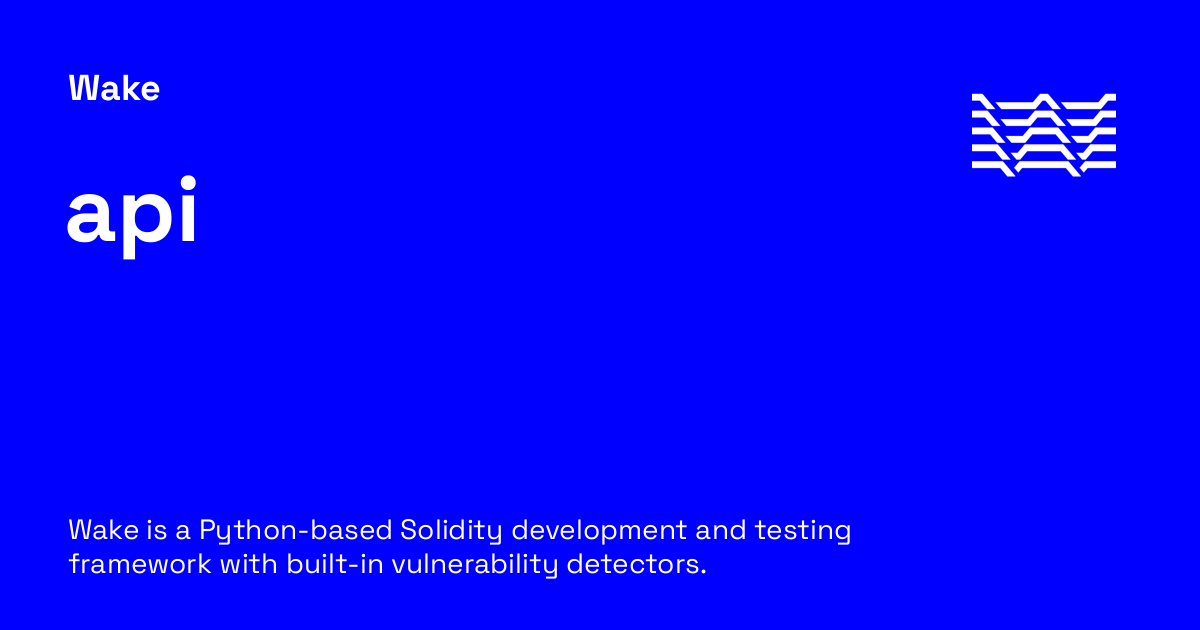 Wake
api
Wake is a Python-based Solidity development and testing
framework with built-in vulnerability detectors.